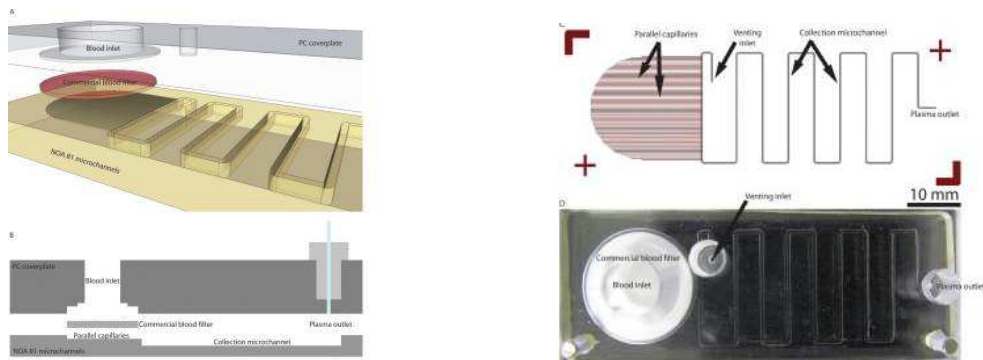 A
PC coverplate
Blood inlet
Commercial blood filter
NOA 81 microchannels
B
PC coverplate
Blood inlet
Commercial blood filter
Plasma outlet
Parallel capillaries
Collection microchannel
NOA 81 microchannels
C
Parallel capillaries
Venting
inlet
Collection microchannel
Plasma outlet
10 mm
D
Venting inlet
Commercial blood filter
Blood inlet
Plasma outlet